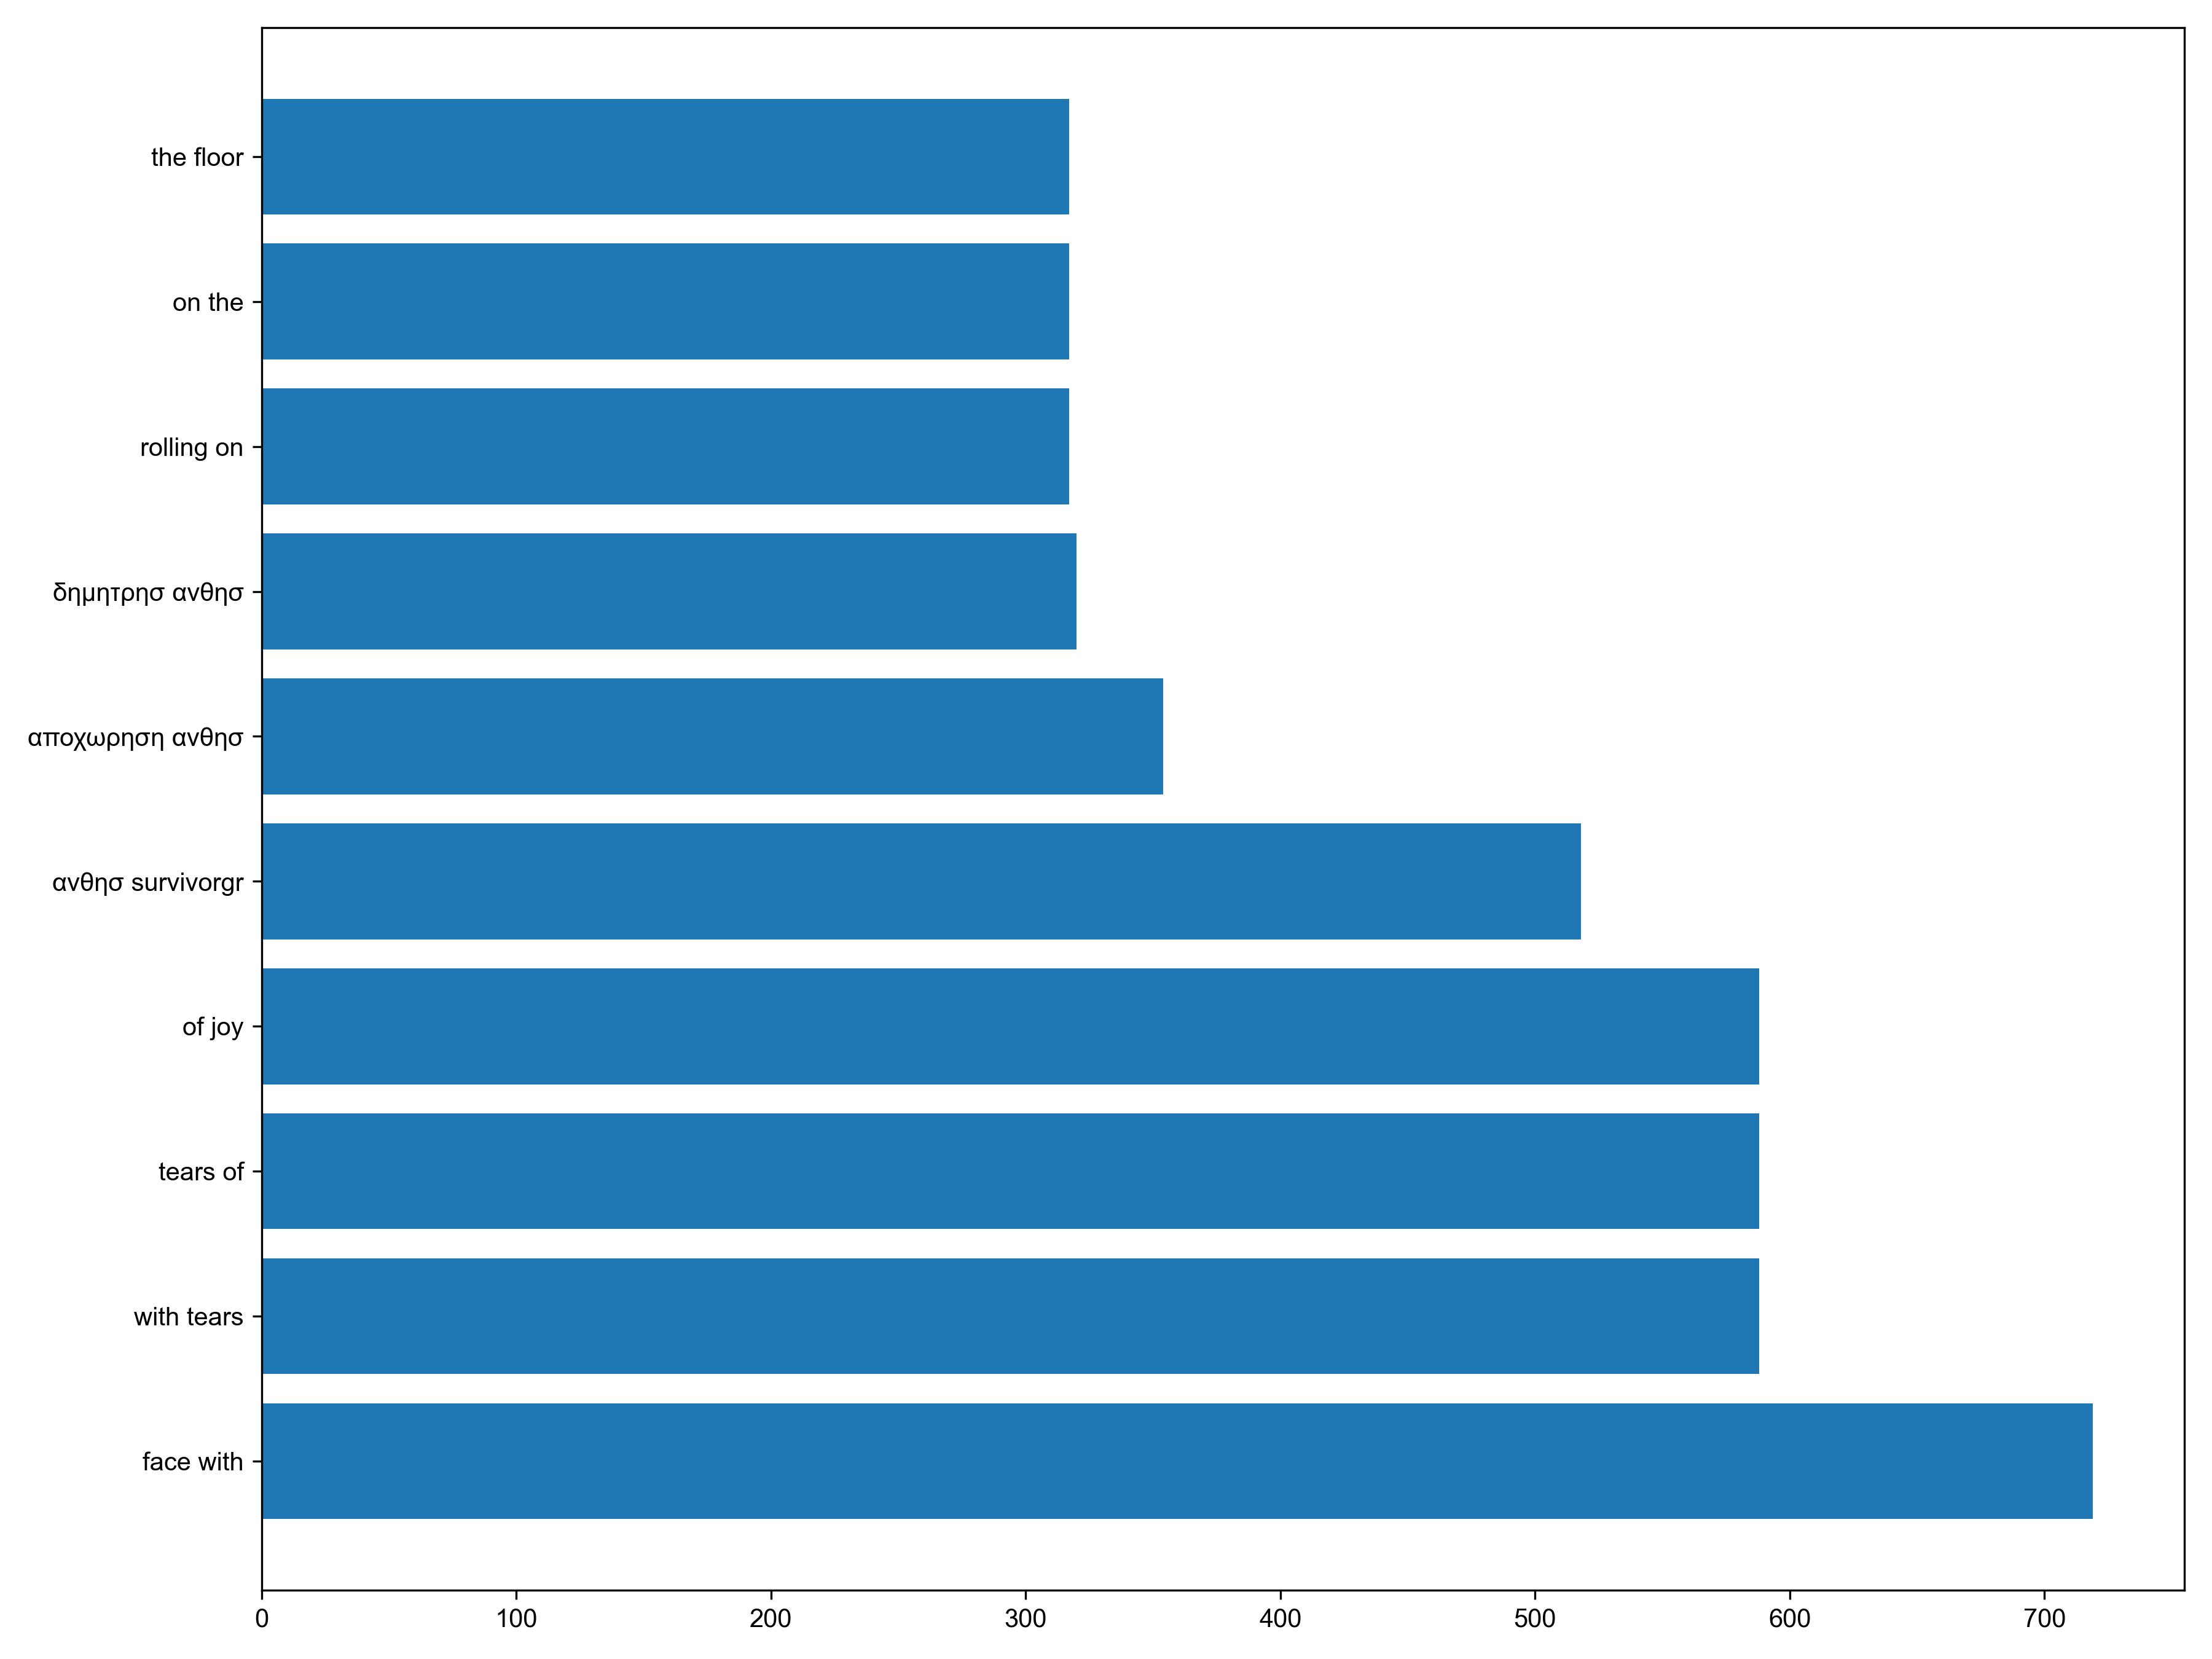 the floor
on the
rolling on
δημητρησ ανθησ
αποχωρηση ανθησ
ανθησ survivorgr
of joy
tears of
with tears
face with
0 100 200 300 400 500 600 700